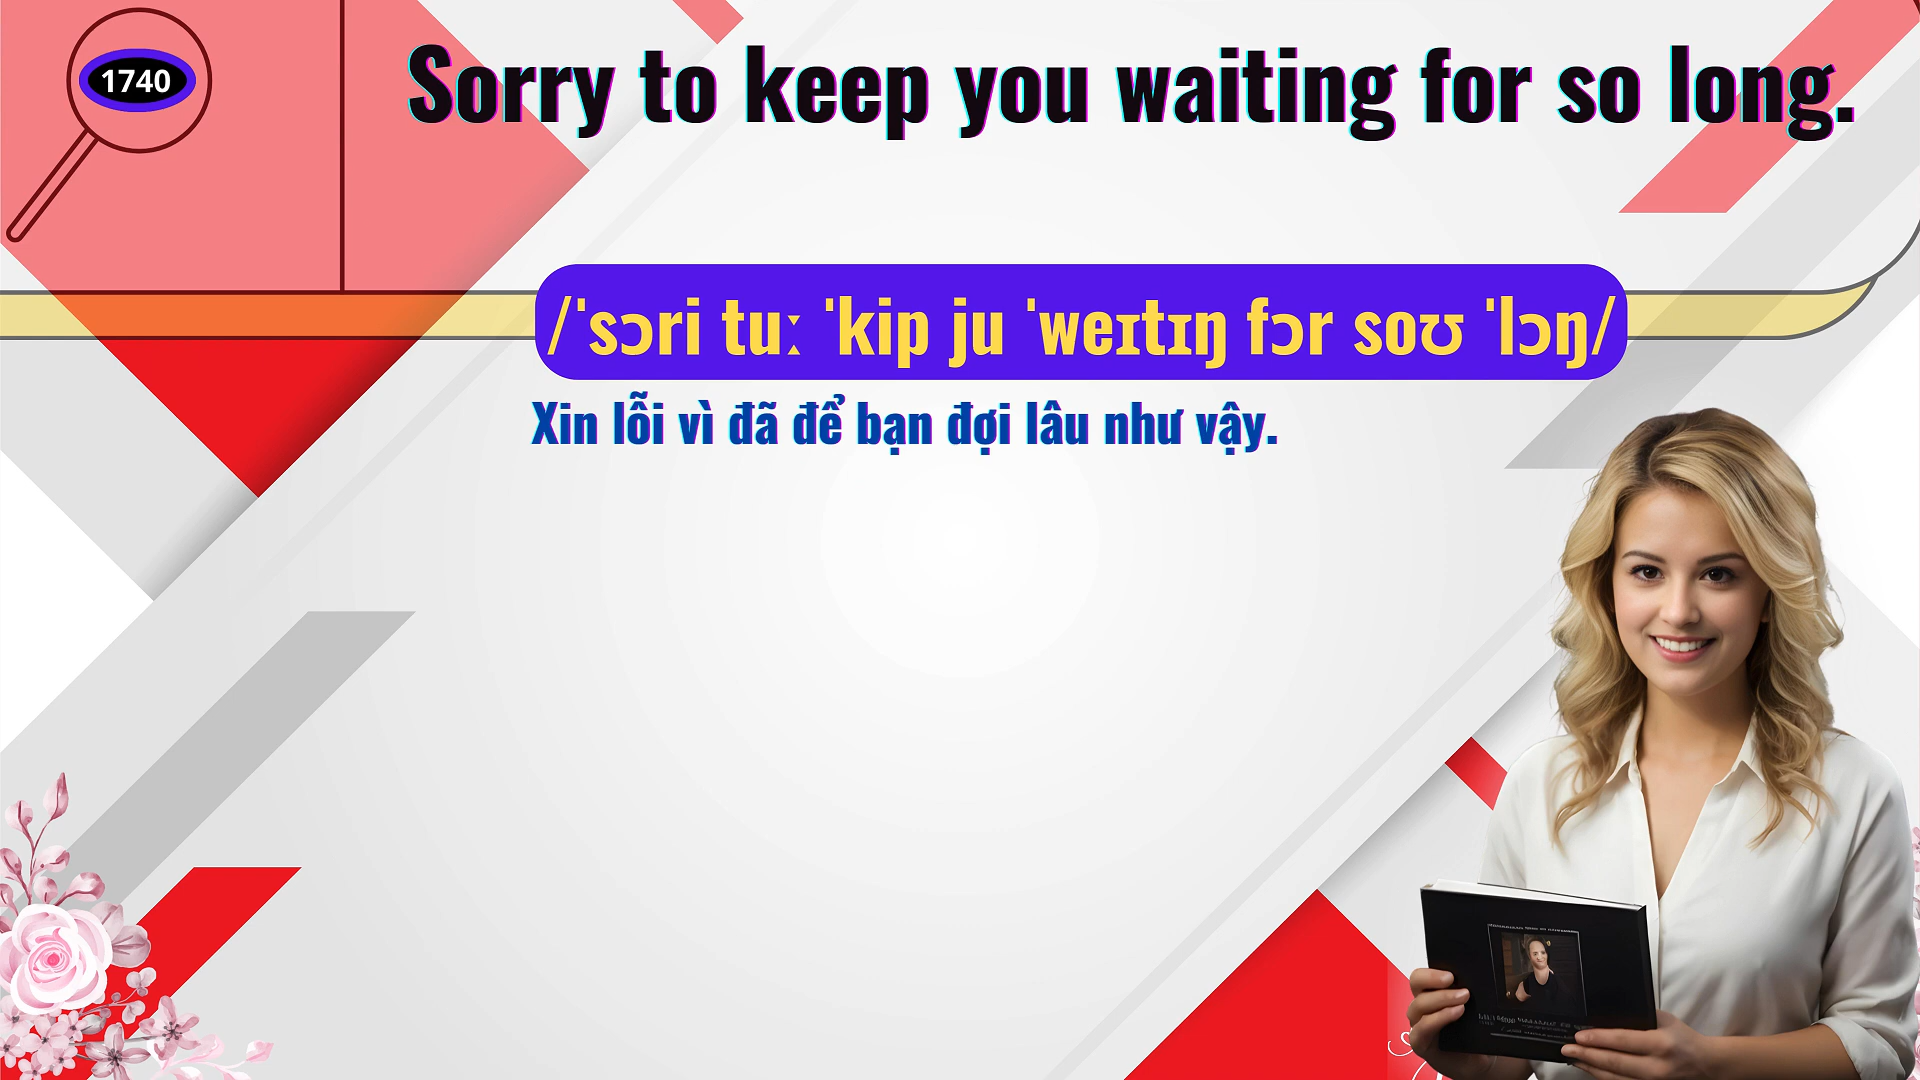 1740
Sorry to keep you waiting for so long.
/ˈsɔri tuː ˈkip ju ˈweɪtɪŋ fɔr soʊ ˈlɔŋ/
Xin lỗi vì đã để bạn đợi lâu như vậy.